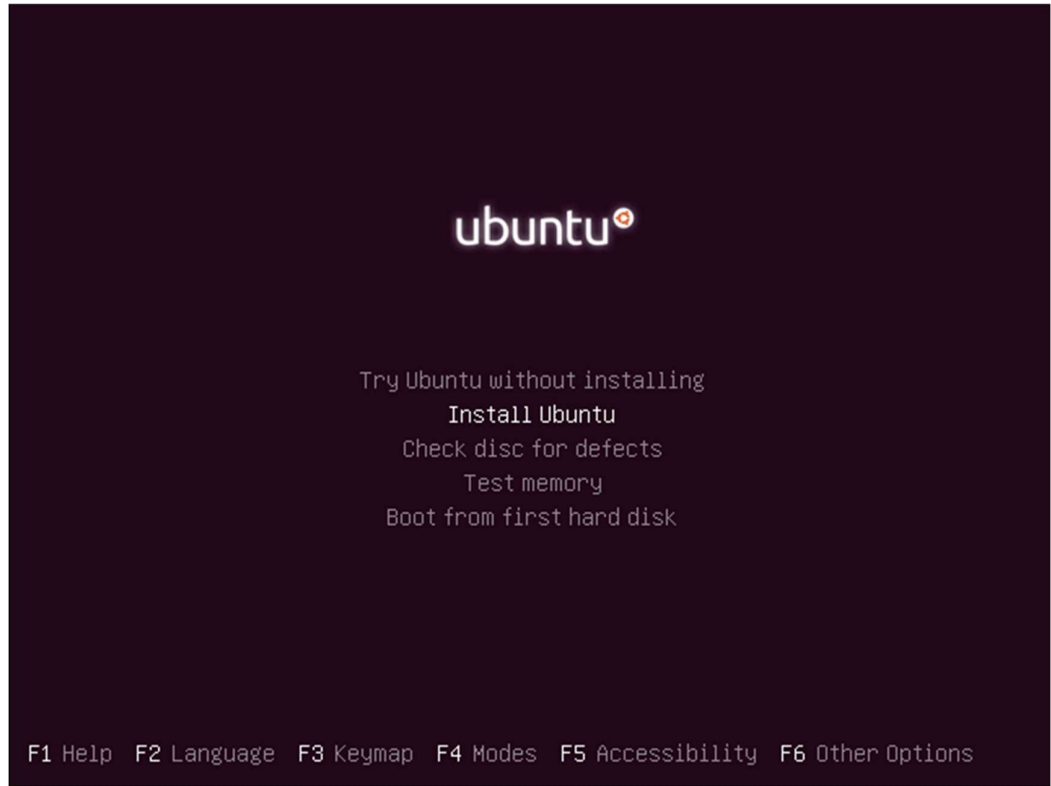 ubuntu
Try Ubuntu without installing
Install Ubuntu
Check disc for defects
Test memory
Boot from first hard disk
F1 Help F2 Language F3 Keymap F4 Modes F5 Accessibility F6 Other Options